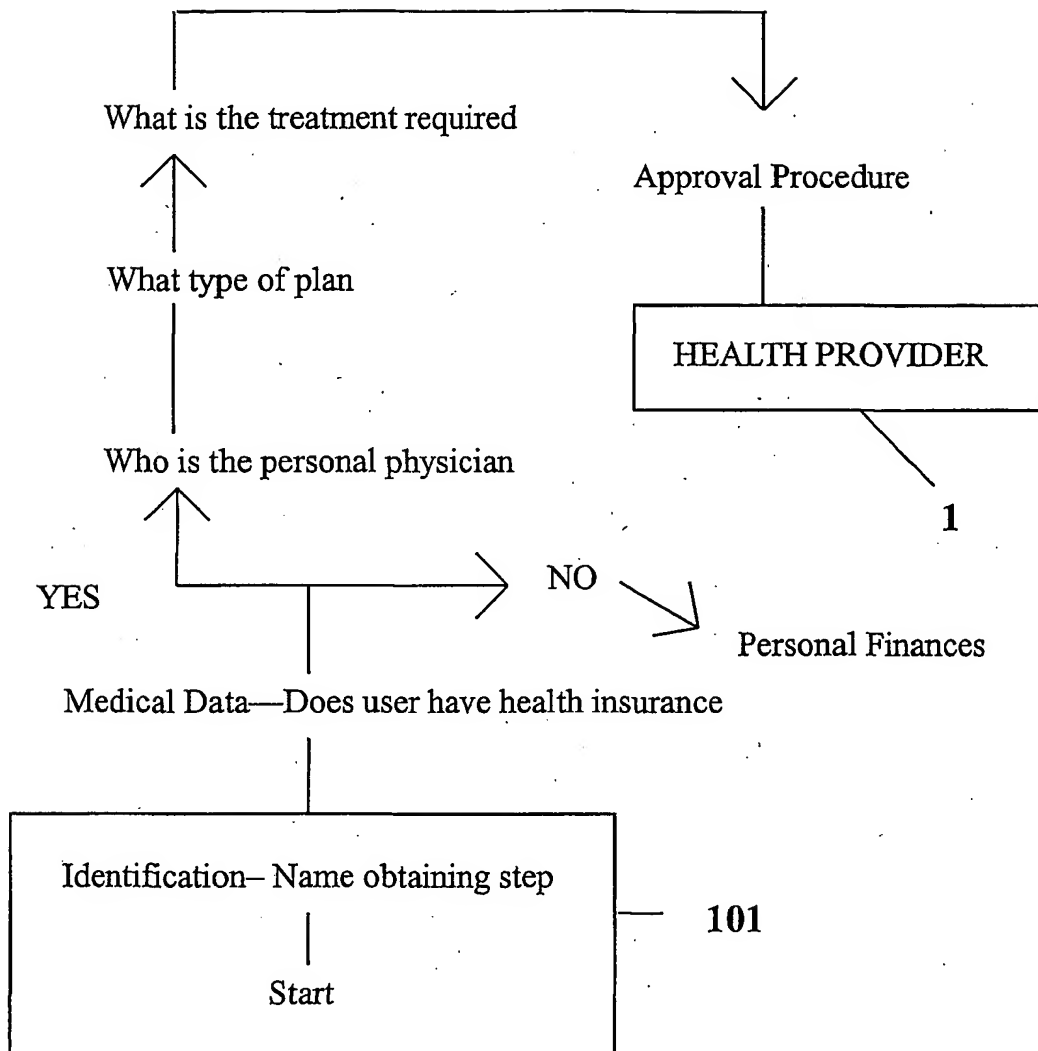 What is the treatment required
Approval Procedure
What type of plan
HEALTH PROVIDER
Who is the personal physician
1
YES
NO
Personal Finances
Medical Data—Does user have health insurance
Identification– Name obtaining step
101
Start